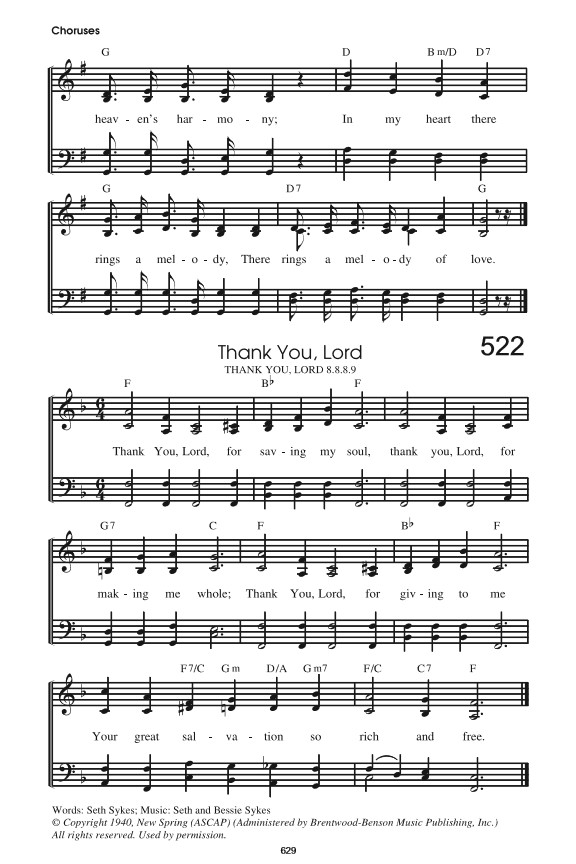 Choruses
G D Bm/D D7
heav - en's har - mo - ny; In my heart there
G D7 G
rings a mel - o - dy, There rings a mel - o - dy of love.
522
Thank You, Lord
THANK YOU, LORD 8.8.8.9
F B♭ F
Thank You, Lord, for sav - ing my soul, thank you, Lord, for
G7 C F B♭ F
mak - ing me whole; Thank You, Lord, for giv - ing to me
F7/C Gm D/A Gm7 F/C C7 F
Your great sal - va - tion so rich and free.
Words: Seth Sykes; Music: Seth and Bessie Sykes
© Copyright 1940, New Spring (ASCAP) (Administered by Brentwood-Benson Music Publishing, Inc.)
All rights reserved. Used by permission.
629